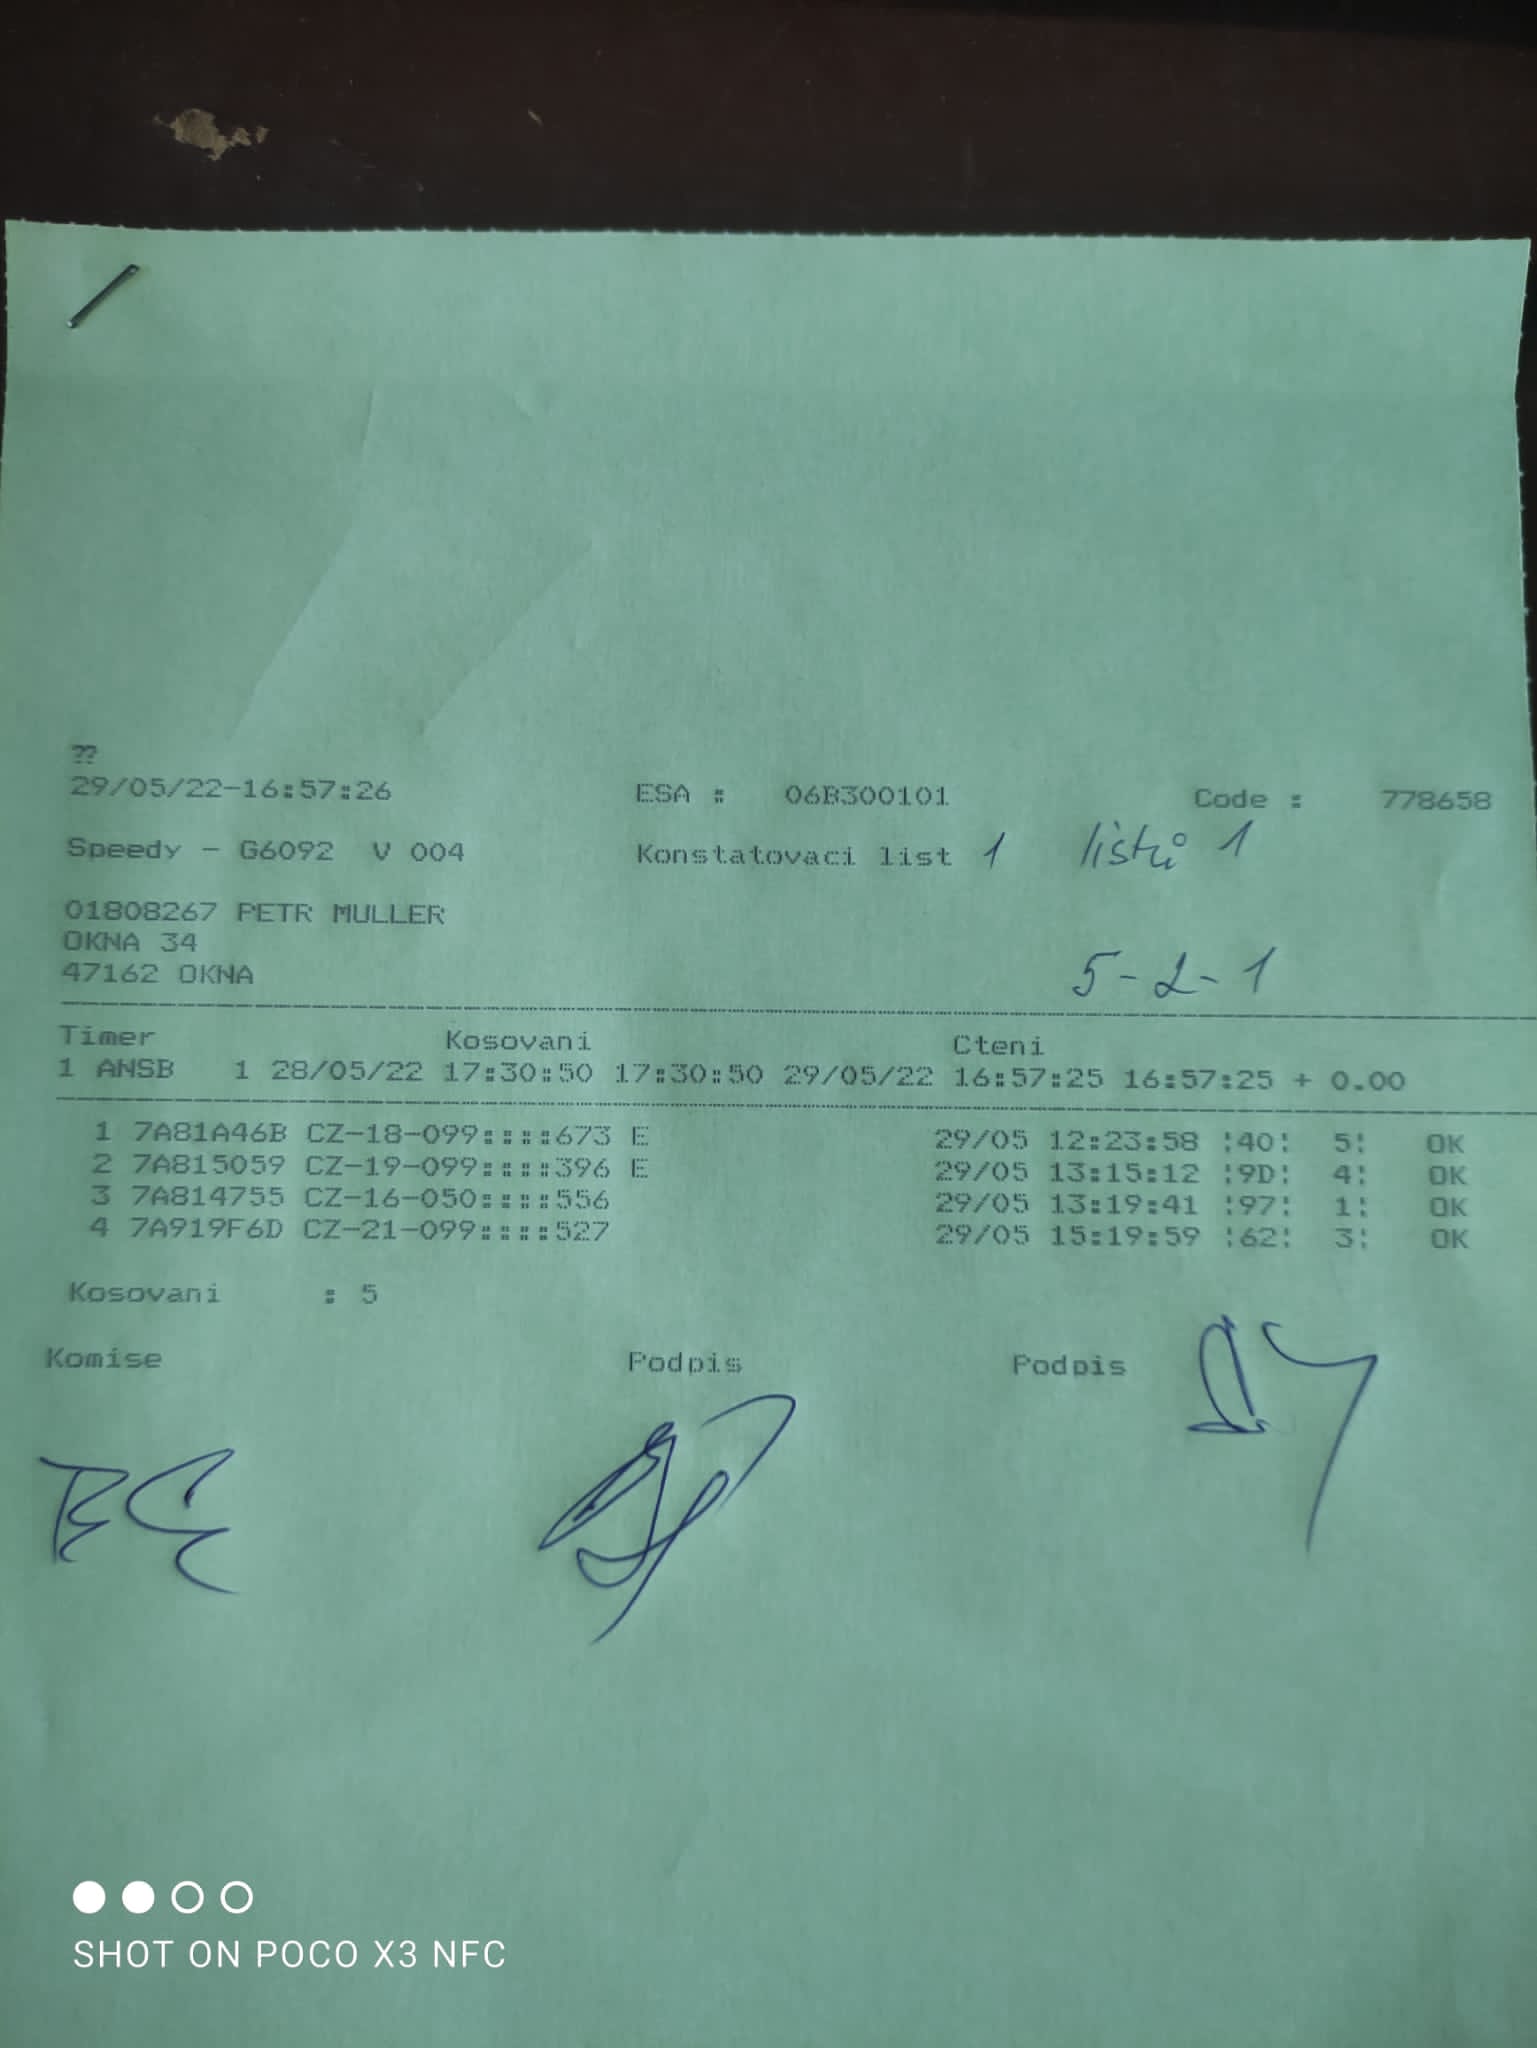 ??
29/05/22-16:57:26 ESA : 06B300101 Code : 778658
Speedy - G6092 V 004 Konstatovaci list 1 listů 1
01808267 PETR MULLER
OKNA 34
47162 OKNA
5-2-1
Timer Kosovani Cteni
1 ANSB 1 28/05/22 17:30:50 17:30:50 29/05/22 16:57:25 16:57:25 + 0.00
1 7A81A46B CZ-18-099::::673 E 29/05 12:23:58 :40: 5: OK
2 7A815059 CZ-19-099::::396 E 29/05 13:15:12 :9D: 4: OK
3 7A814755 CZ-16-050::::556 29/05 13:19:41 :97: 1: OK
4 7A919F6D CZ-21-099::::527 29/05 15:19:59 :62: 3: OK
Kosovani : 5
Komise Podpis Podpis
SHOT ON POCO X3 NFC